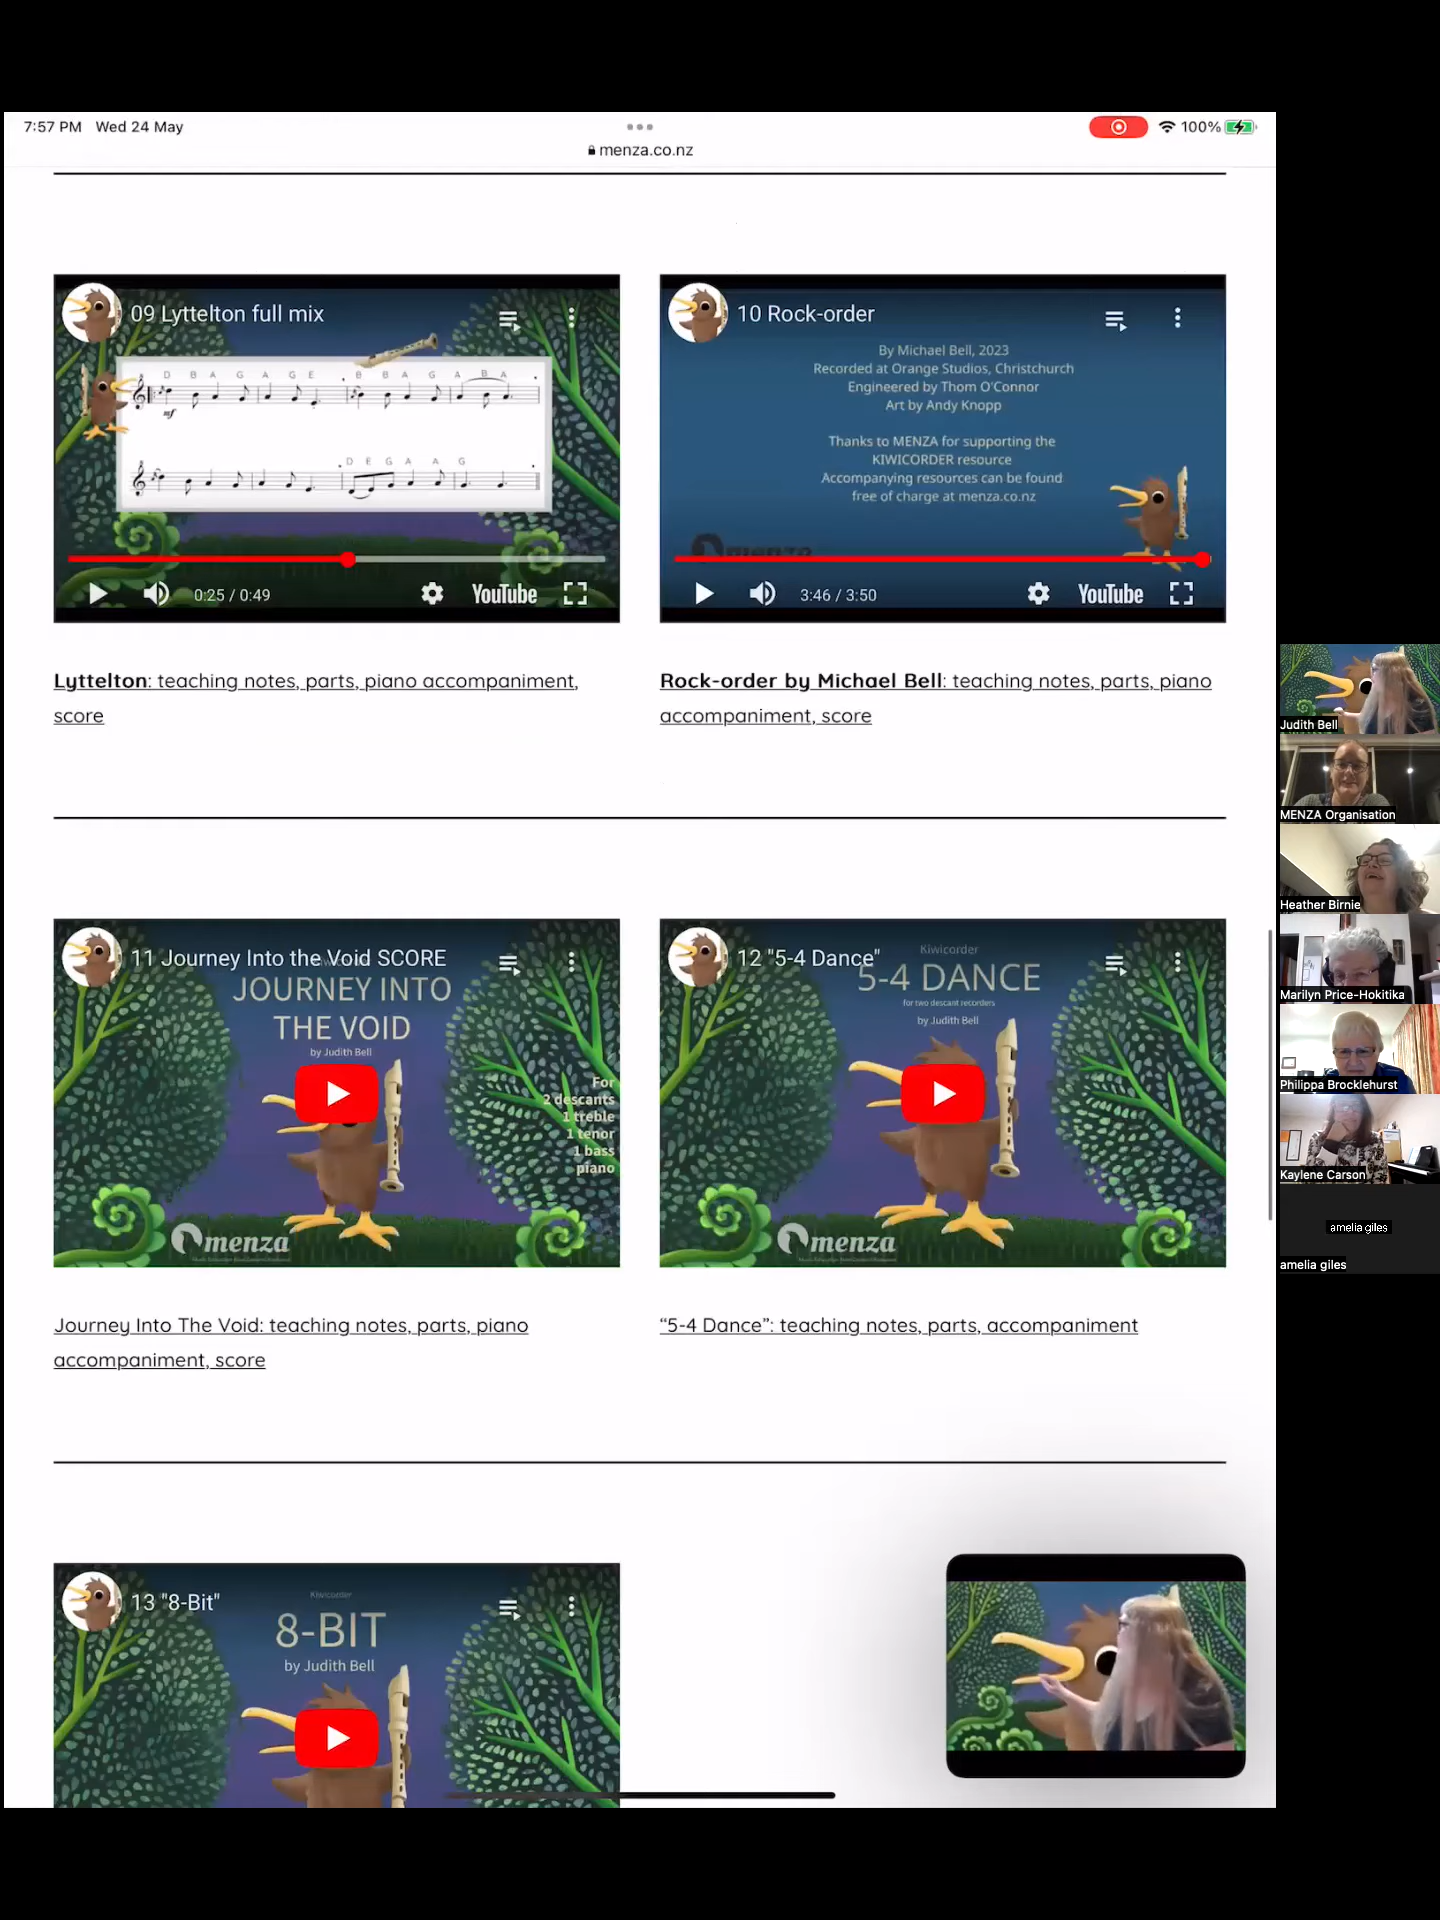 7:57 PM Wed 24 May
100%
menza.co.nz
09 Lyttelton full mix
D B A G A G E B B A G A B A
mf
D E G A A G
0:25 / 0:49
YouTube
10 Rock-order
By Michael Bell, 2023
Recorded at Orange Studios, Christchurch
Engineered by Thom O'Connor
Art by Andy Knopp
Thanks to MENZA for supporting the
KIWICORDER resource
Accompanying resources can be found
free of charge at menza.co.nz
menza
3:46 / 3:50
YouTube
Lyttelton: teaching notes, parts, piano accompaniment,
score
Rock-order by Michael Bell: teaching notes, parts, piano
accompaniment, score
11 Journey Into the Void SCORE
JOURNEY INTO
THE VOID
by Judith Bell
For
2 descants
1 treble
1 tenor
1 bass
piano
menza
12 "5-4 Dance"
Kiwicorder
5-4 DANCE
for two descant recorders
by Judith Bell
menza
Journey Into The Void: teaching notes, parts, piano
accompaniment, score
“5-4 Dance”: teaching notes, parts, accompaniment
13 "8-Bit"
Kiwicorder
8-BIT
by Judith Bell
Judith Bell
MENZA Organisation
Heather Birnie
Marilyn Price-Hokitika
Philippa Brocklehurst
Kaylene Carson
amelia giles
amelia giles